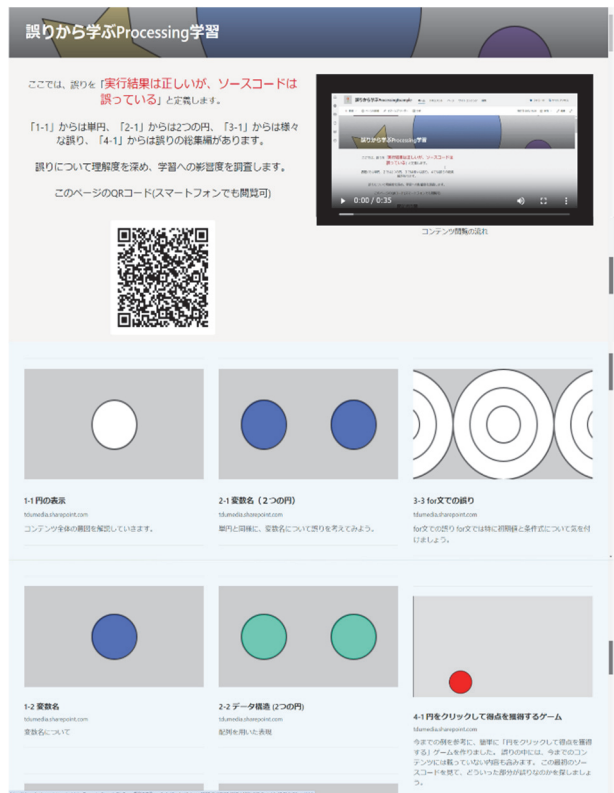 誤りから学ぶProcessing学習
ここでは、誤りを「実行結果は正しいが、ソースコードは
誤っている」と定義します。
「1-1」からは単円、「2-1」からは2つの円、「3-1」からは様々
な誤り、「4-1」からは誤りの総集編があります。
誤りについて理解度を深め、学習への影響度を調査します。
このページのQRコード(スマートフォンでも閲覧可)
誤りから学ぶProcessing学習
0:00 / 0:35
コンテンツ閲覧の流れ
1-1 円の表示
tdumedia.sharepoint.com
コンテンツ全体の意図を解説していきます。
2-1 変数名（２つの円）
tdumedia.sharepoint.com
単円と同様に、変数名について誤りを考えてみよう。
3-3 for文での誤り
tdumedia.sharepoint.com
for文での誤り for文では特に初期値と条件式について気を付
けましょう。
1-2 変数名
tdumedia.sharepoint.com
変数名について
2-2 データ構造 (2つの円)
tdumedia.sharepoint.com
配列を用いた表現
4-1 円をクリックして得点を獲得するゲーム
tdumedia.sharepoint.com
今までの例を参考に、簡単に「円をクリックして得点を獲得
する」ゲームを作りました。 誤りの中には、今までのコン
テンツには載っていない内容も含みます。 この最初のソー
スコードを見て、どういった部分が誤りなのかを探しましょ
う。